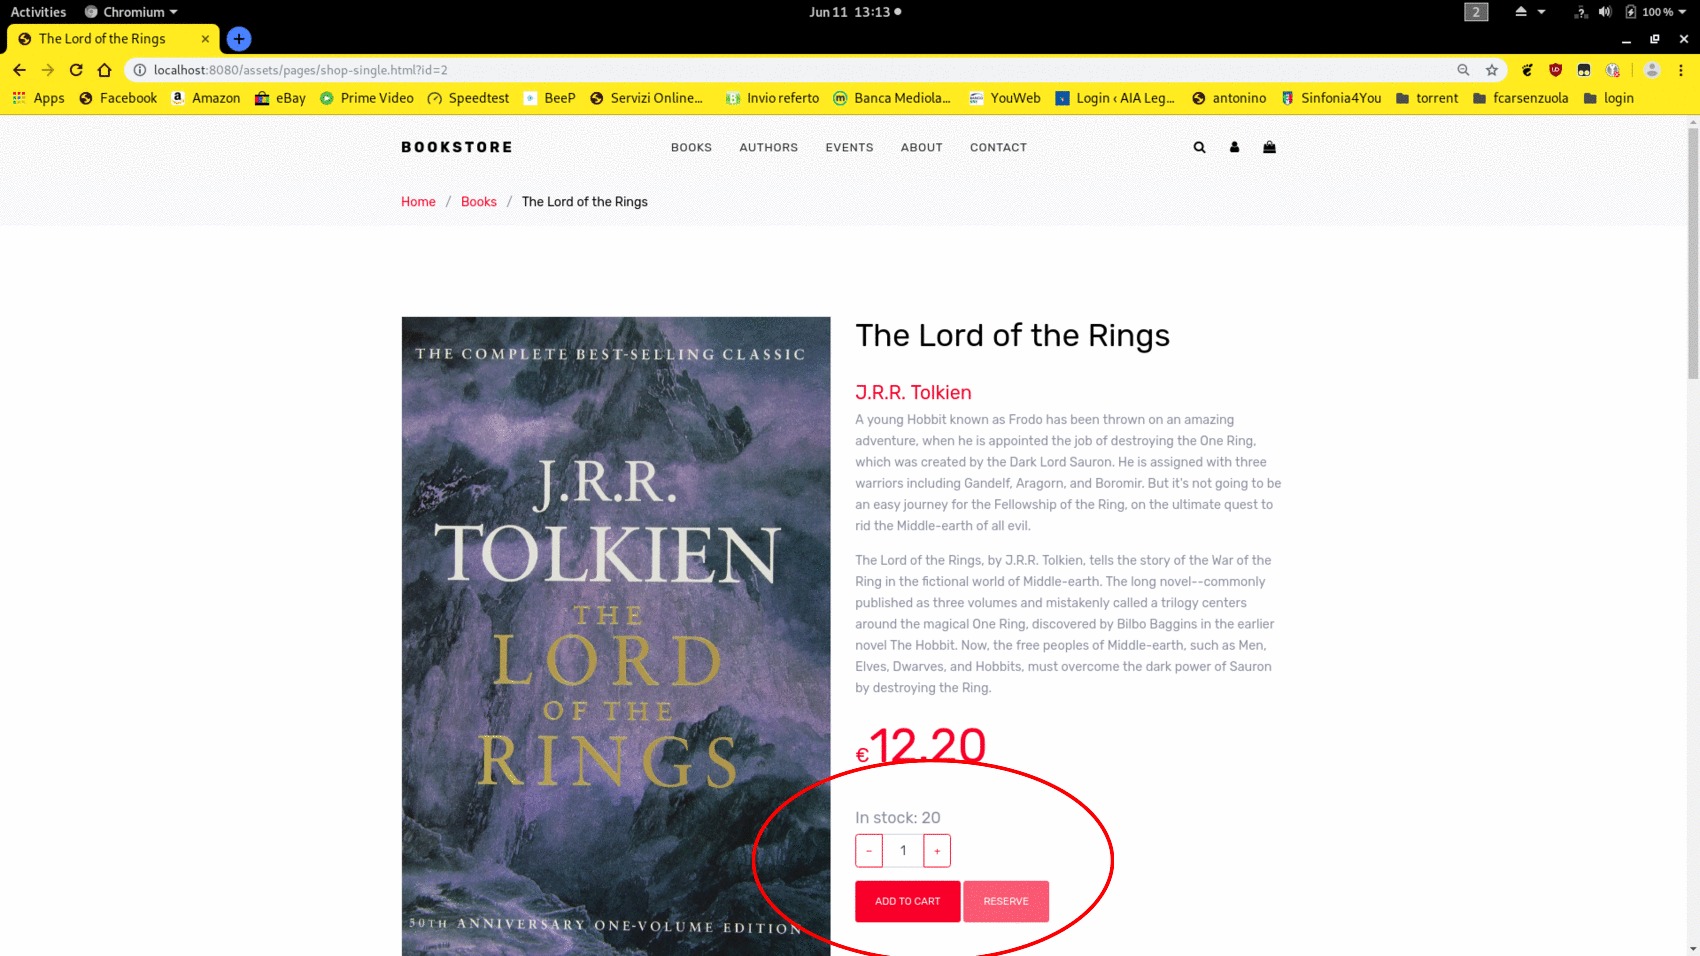 Activities Chromium Jun 11 13:13 2 100 %
The Lord of the Rings
localhost:8080/assets/pages/shop-single.html?id=2
Apps Facebook Amazon eBay Prime Video Speedtest BeeP Servizi Online... Invio referto Banca Mediola... YouWeb Login ‹ AIA Leg... antonino Sinfonia4You torrent fcarsenzuola login
BOOKSTORE BOOKS AUTHORS EVENTS ABOUT CONTACT
Home / Books / The Lord of the Rings
THE COMPLETE BEST-SELLING CLASSIC
J.R.R.
TOLKIEN
THE
LORD
OF THE
RINGS
50TH ANNIVERSARY ONE-VOLUME EDITION
The Lord of the Rings
J.R.R. Tolkien
A young Hobbit known as Frodo has been thrown on an amazing
adventure, when he is appointed the job of destroying the One Ring,
which was created by the Dark Lord Sauron. He is assigned with three
warriors including Gandelf, Aragorn, and Boromir. But it's not going to be
an easy journey for the Fellowship of the Ring, on the ultimate quest to
rid the Middle-earth of all evil.
The Lord of the Rings, by J.R.R. Tolkien, tells the story of the War of the
Ring in the fictional world of Middle-earth. The long novel--commonly
published as three volumes and mistakenly called a trilogy centers
around the magical One Ring, discovered by Bilbo Baggins in the earlier
novel The Hobbit. Now, the free peoples of Middle-earth, such as Men,
Elves, Dwarves, and Hobbits, must overcome the dark power of Sauron
by destroying the Ring.
€12.20
In stock: 20
− 1 +
ADD TO CART RESERVE